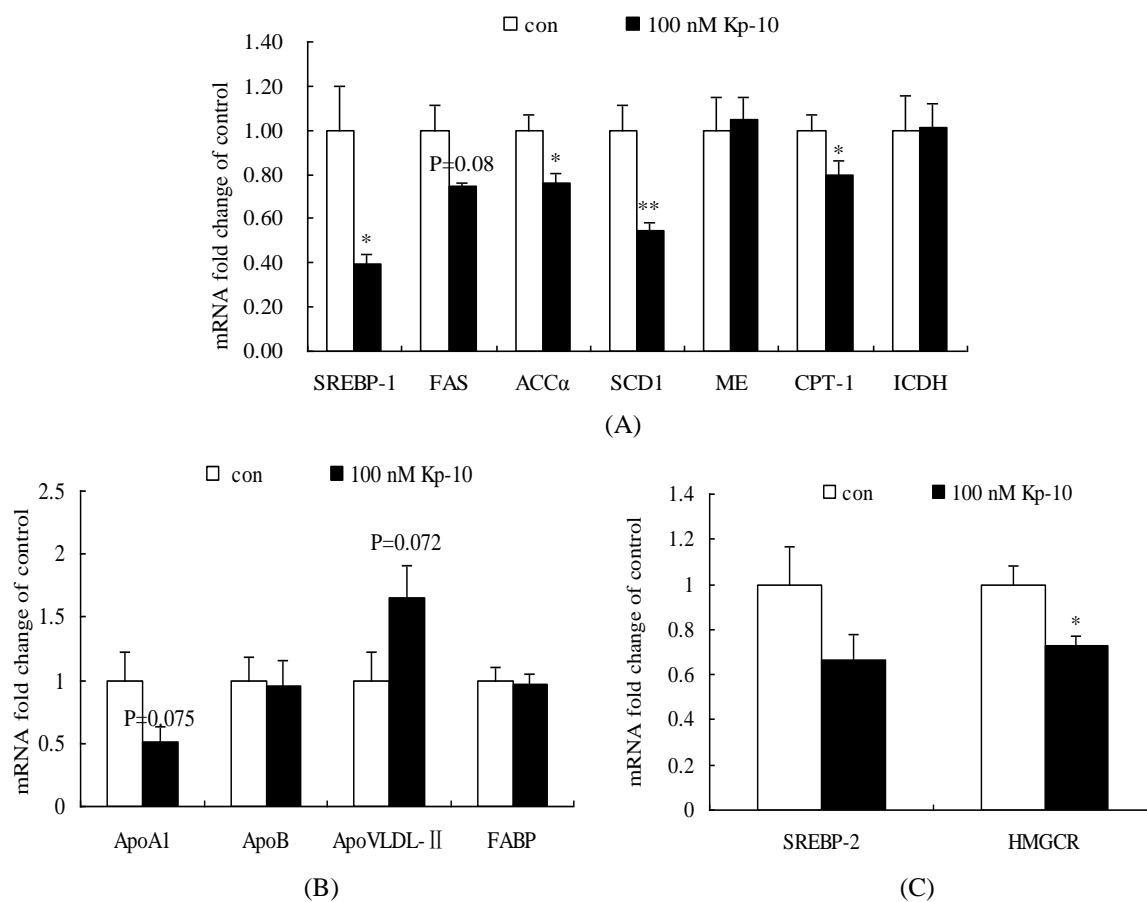 con 100 nM Kp-10
mRNA fold change of control
1.40
1.20
1.00
0.80
0.60
0.40
0.20
0.00
*
P=0.08
*
**
*
SREBP-1 FAS ACCα SCD1 ME CPT-1 ICDH
(A)
con 100 nM Kp-10
mRNA fold change of control
2.5
2
1.5
1
0.5
0
P=0.075
P=0.072
ApoA1 ApoB ApoVLDL-Ⅱ FABP
(B)
con 100 nM Kp-10
mRNA fold change of control
1.4
1.2
1
0.8
0.6
0.4
0.2
0
*
SREBP-2 HMGCR
(C)